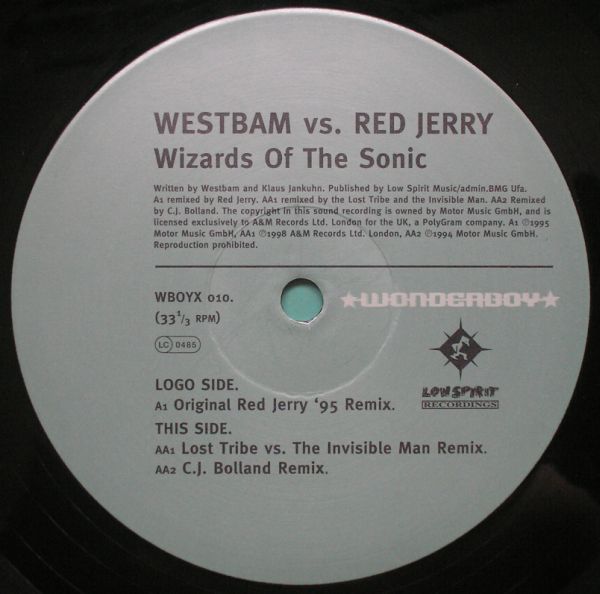 WESTBAM vs. RED JERRY
Wizards Of The Sonic
Written by Westbam and Klaus Jankuhn. Published by Low Spirit Music/admin.BMG Ufa.
A1 remixed by Red Jerry. AA1 remixed by the Lost Tribe and the Invisible Man. AA2 Remixed
by C.J. Bolland. The copyright in this sound recording is owned by Motor Music GmbH, and is
licensed exclusively to A&M Records Ltd. London for the UK, a PolyGram company. A1 ℗1995
Motor Music GmbH, AA1 ℗1998 A&M Records Ltd. London, AA2 ℗1994 Motor Music GmbH.
Reproduction prohibited.
WBOYX 010.
★WONDERBOY★
(33 1/3 RPM)
LC 0485
LOGO SIDE.
LOW SPIRIT
RECORDINGS
A1 Original Red Jerry ‘95 Remix.
THIS SIDE.
AA1 Lost Tribe vs. The Invisible Man Remix.
AA2 C.J. Bolland Remix.